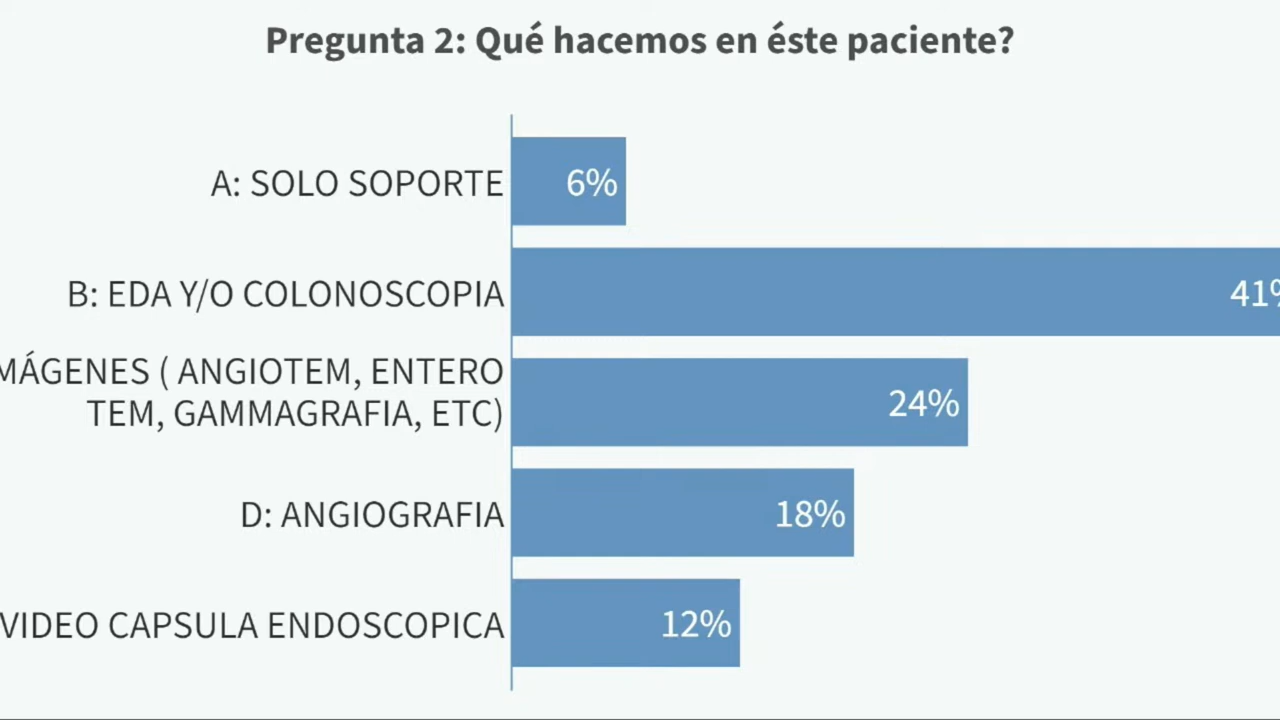 Pregunta 2: Qué hacemos en éste paciente?
A: SOLO SOPORTE
6%
B: EDA Y/O COLONOSCOPIA
41%
MÁGENES ( ANGIOTEM, ENTERO
TEM, GAMMAGRAFIA, ETC)
24%
D: ANGIOGRAFIA
18%
VIDEO CAPSULA ENDOSCOPICA
12%